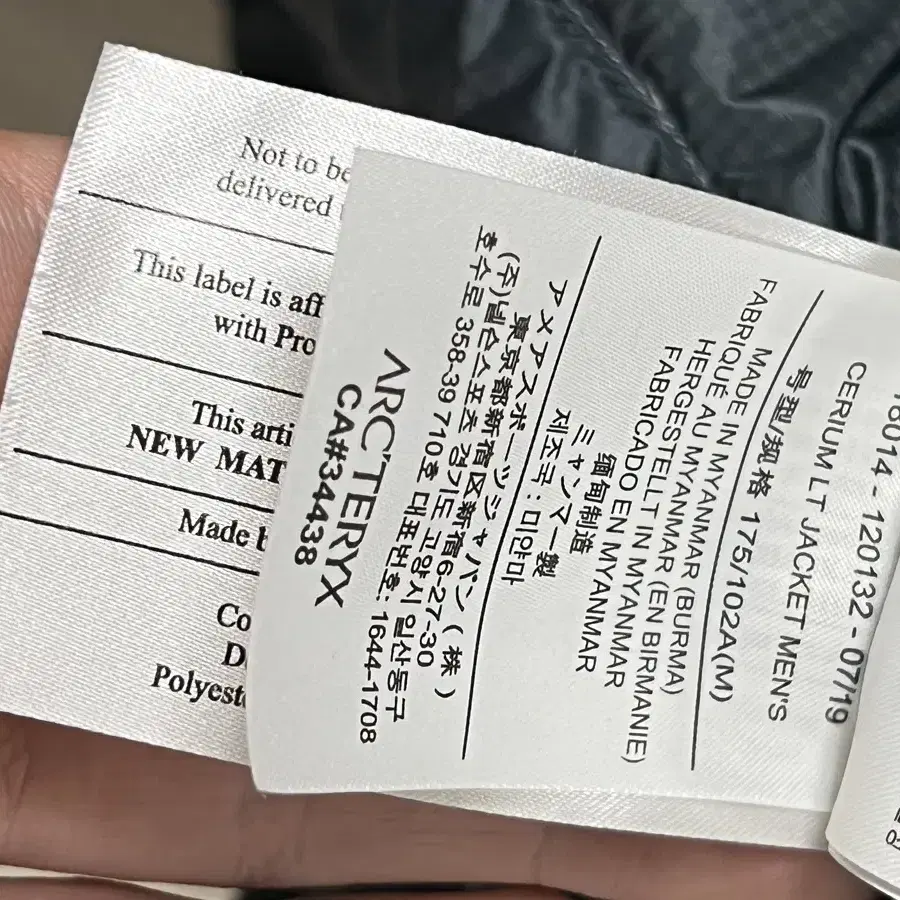 Not to be
delivered
This label is aff
with Pro
This arti
NEW MAT
Made b
Co
D
Polyest
18014 - 120132 - 07/19
CERIUM LT JACKET MEN'S
号型/规格 175/102A(M)
MADE IN MYANMAR (BURMA)
FABRIQUÉ AU MYANMAR (EN BIRMANIE)
HERGESTELLT IN MYANMAR
FABRICADO EN MYANMAR
缅甸制造
ミャンマー製
제조국 : 미얀마
アメアスポーツジャパン ( 株 )
東京都新宿区新宿6-27-30
(주)넬슨스포츠 경기도 고양시 일산동구
호수로 358-39 710호 대표번호: 1644-1708
ARC'TERYX
CA#34438